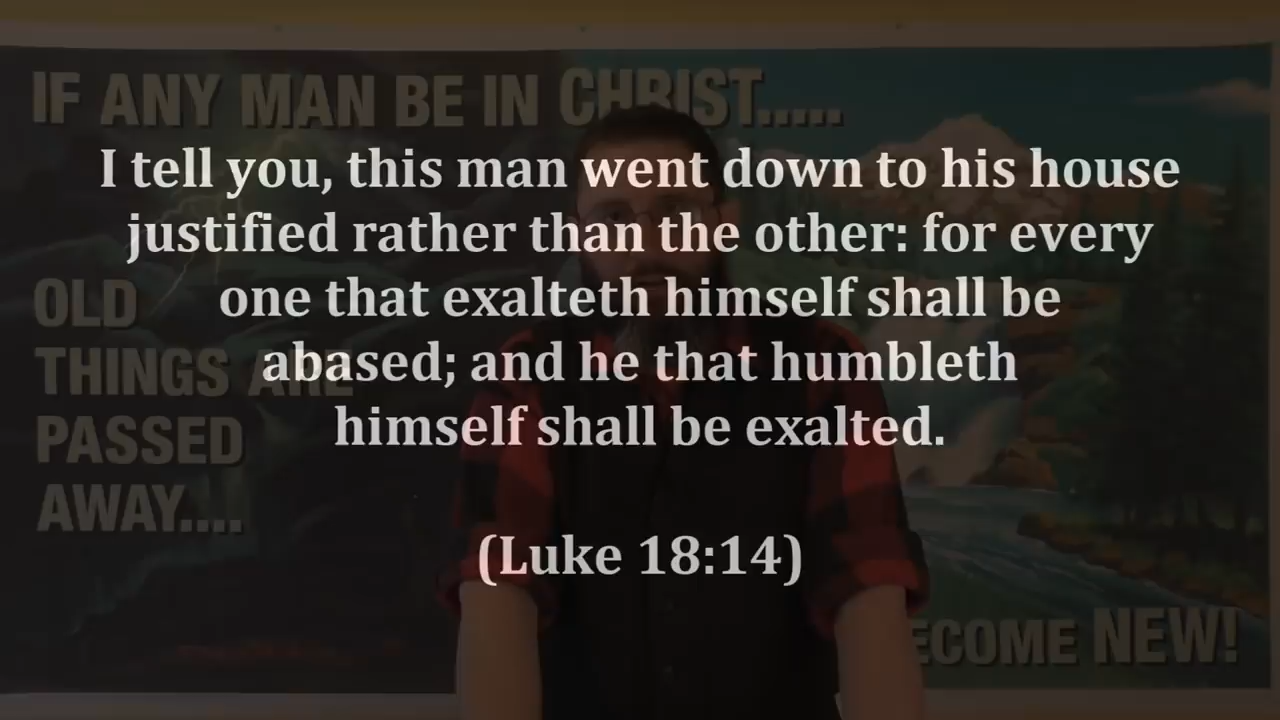 IF ANY MAN BE IN CHRIST.....
I tell you, this man went down to his house
justified rather than the other: for every
one that exalteth himself shall be
abased; and he that humbleth
himself shall be exalted.
(Luke 18:14)
OLD
THINGS ARE
PASSED
AWAY....
ECOME NEW!